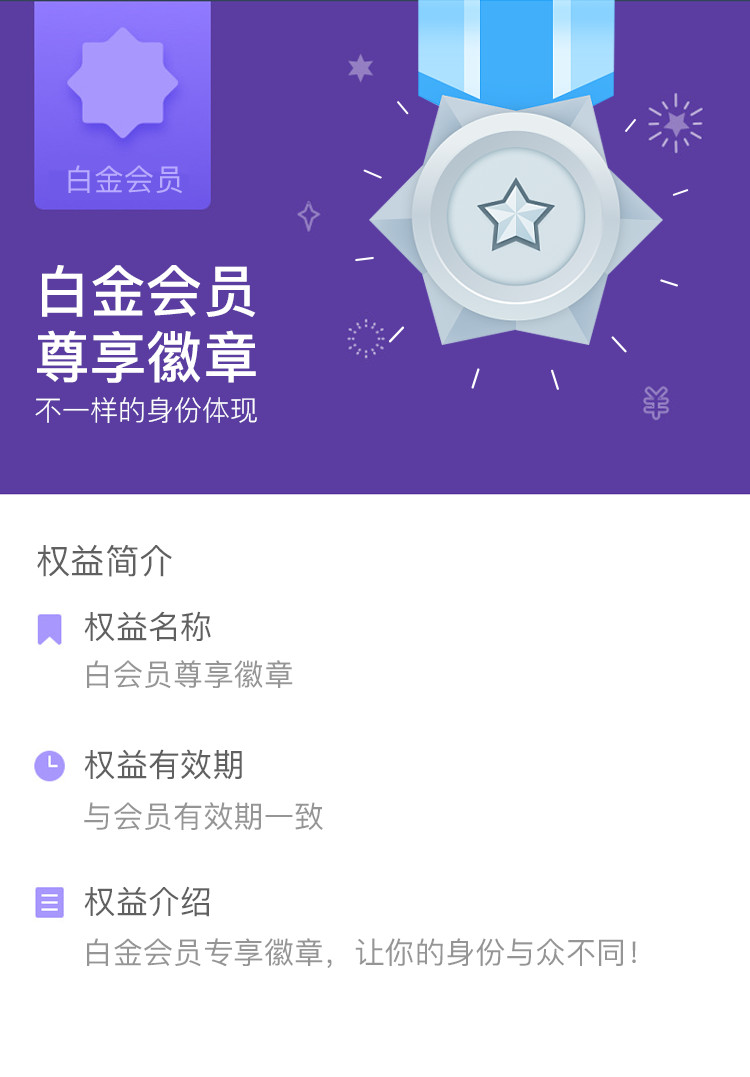 白金会员
白金会员
尊享徽章
不一样的身份体现
权益简介
权益名称
白会员尊享徽章
权益有效期
与会员有效期一致
权益介绍
白金会员专享徽章，让你的身份与众不同！